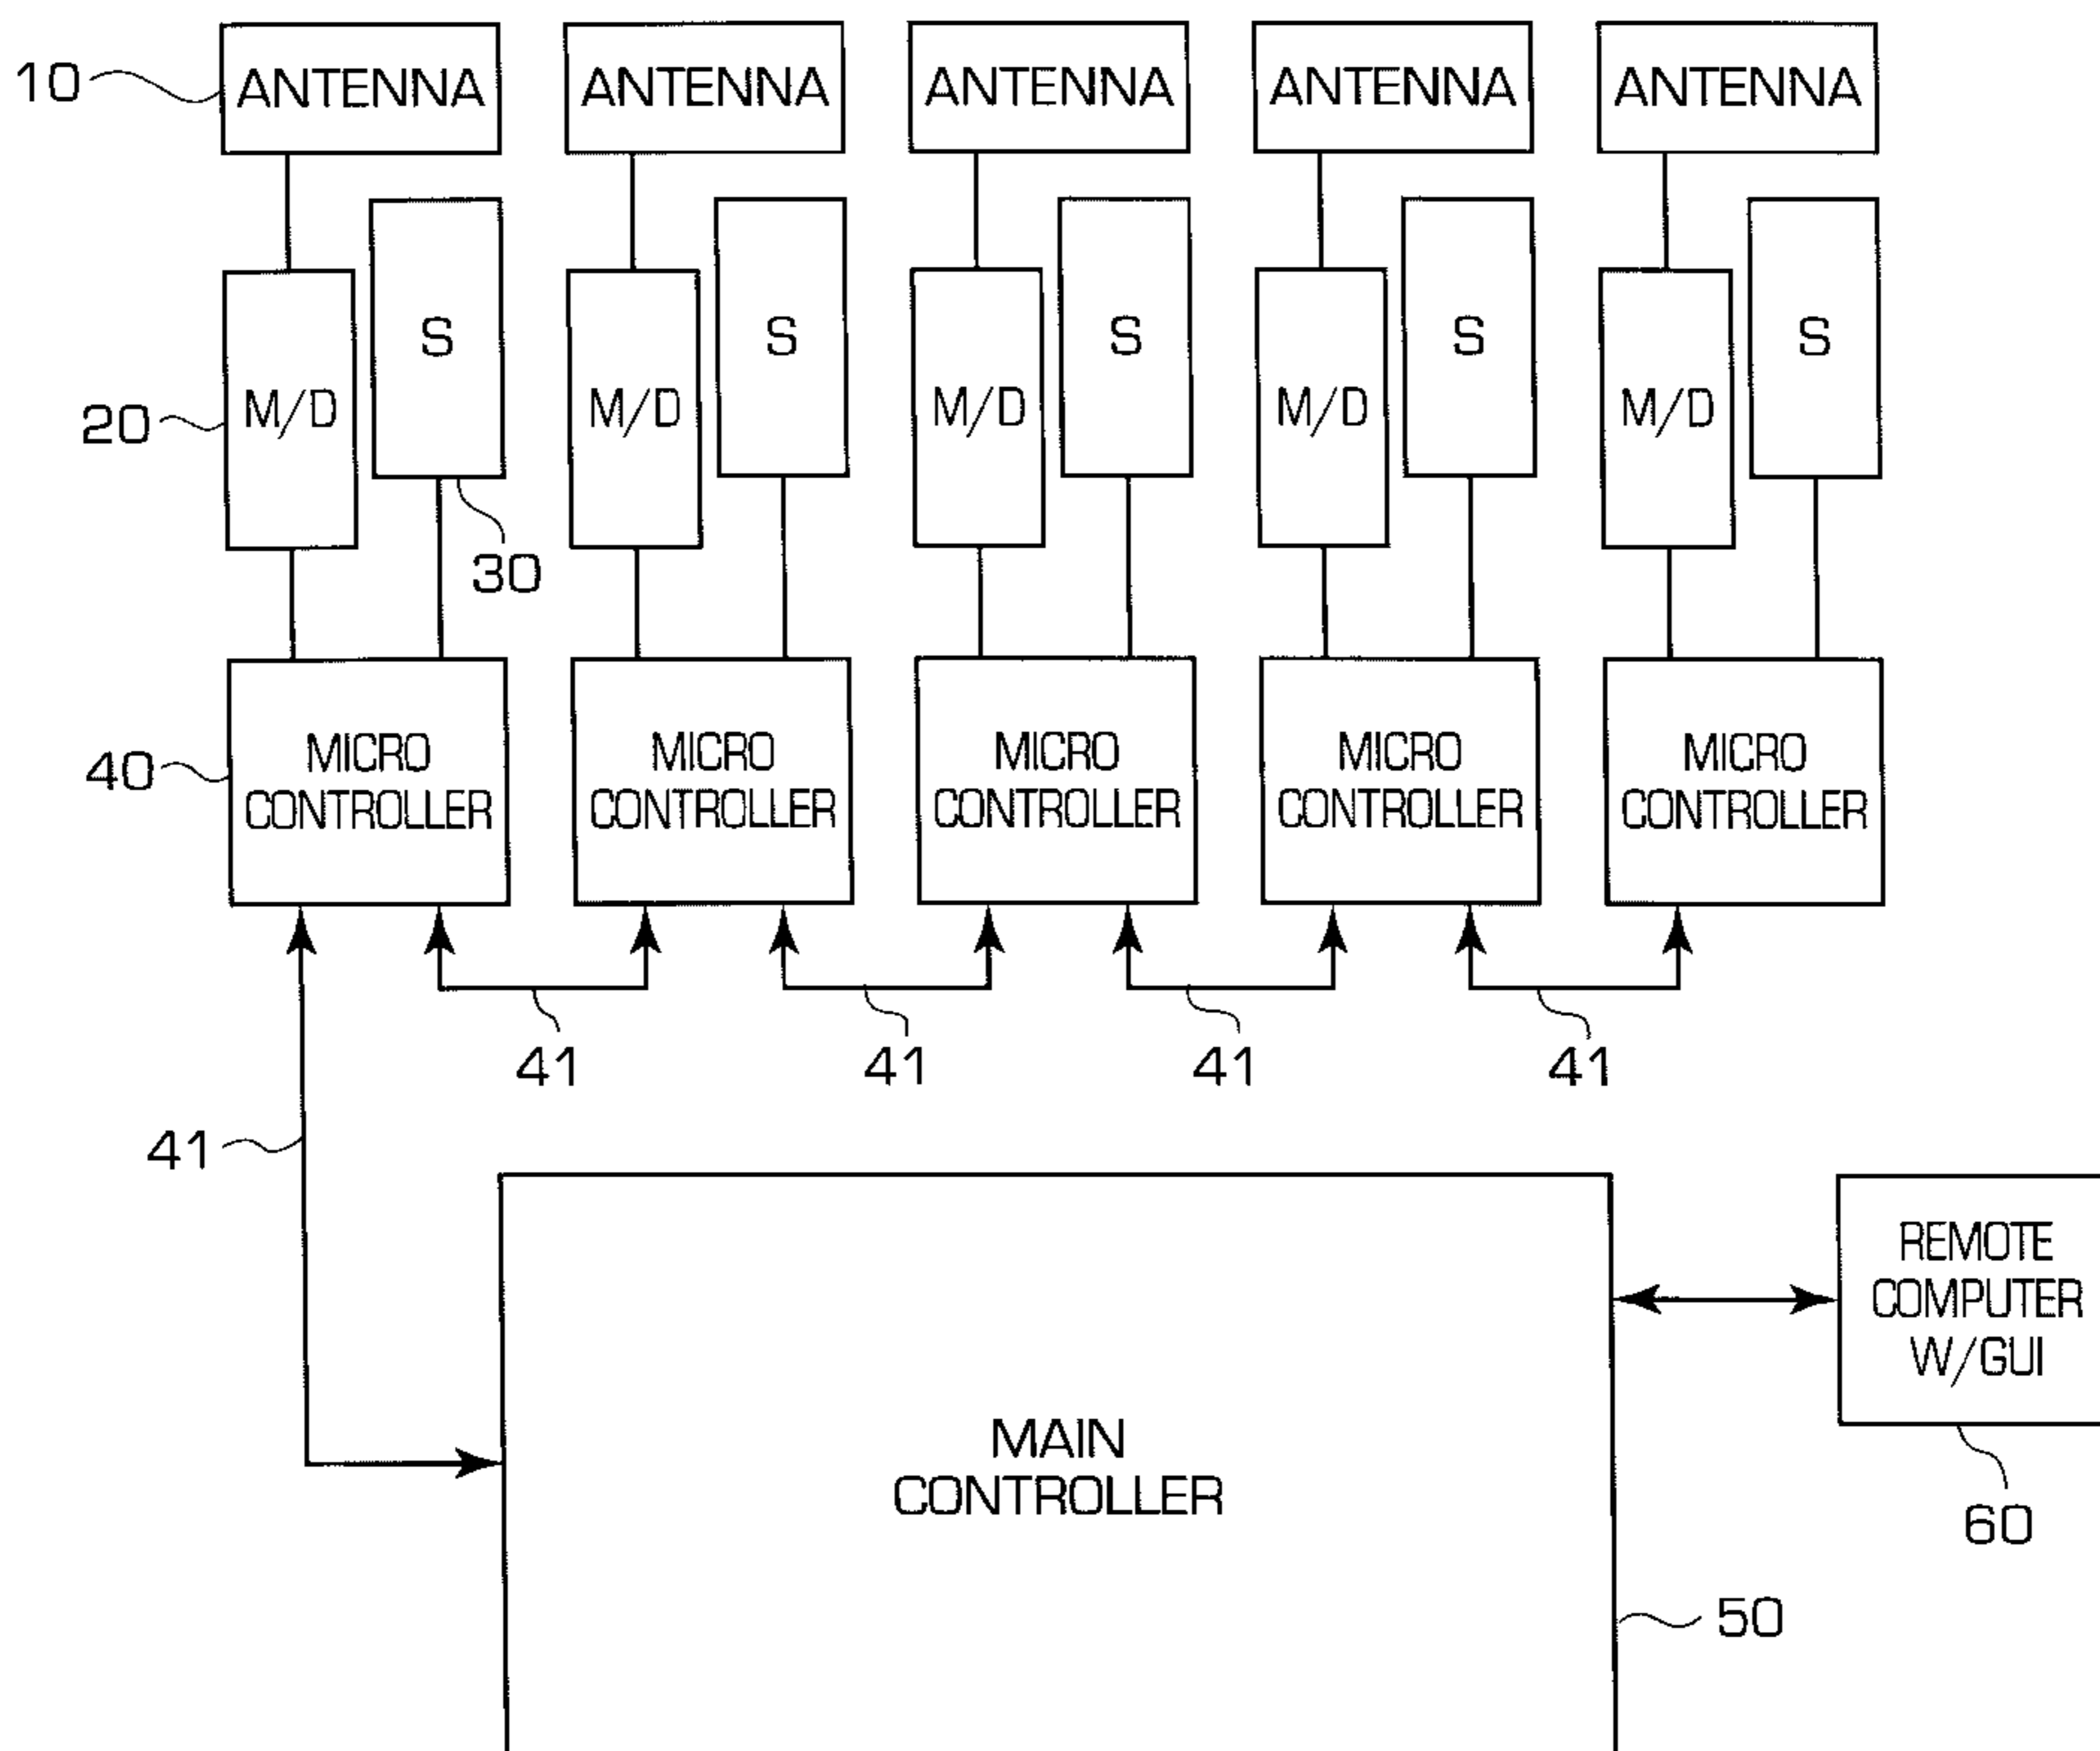 10
ANTENNA ANTENNA ANTENNA ANTENNA ANTENNA
S S S S S
20
M/D M/D M/D M/D M/D
30
40
MICRO
CONTROLLER
MICRO
CONTROLLER
MICRO
CONTROLLER
MICRO
CONTROLLER
MICRO
CONTROLLER
41 41 41 41
41
REMOTE
COMPUTER
W/GUI
MAIN
CONTROLLER
60
50